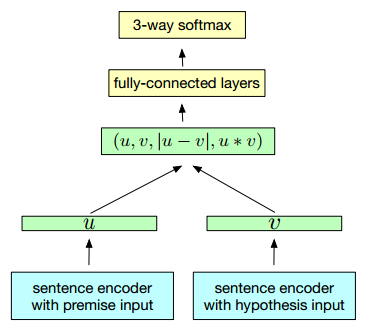 3-way softmax
fully-connected layers
(u, v, |u − v|, u ∗ v)
u
v
sentence encoder
with premise input
sentence encoder
with hypothesis input